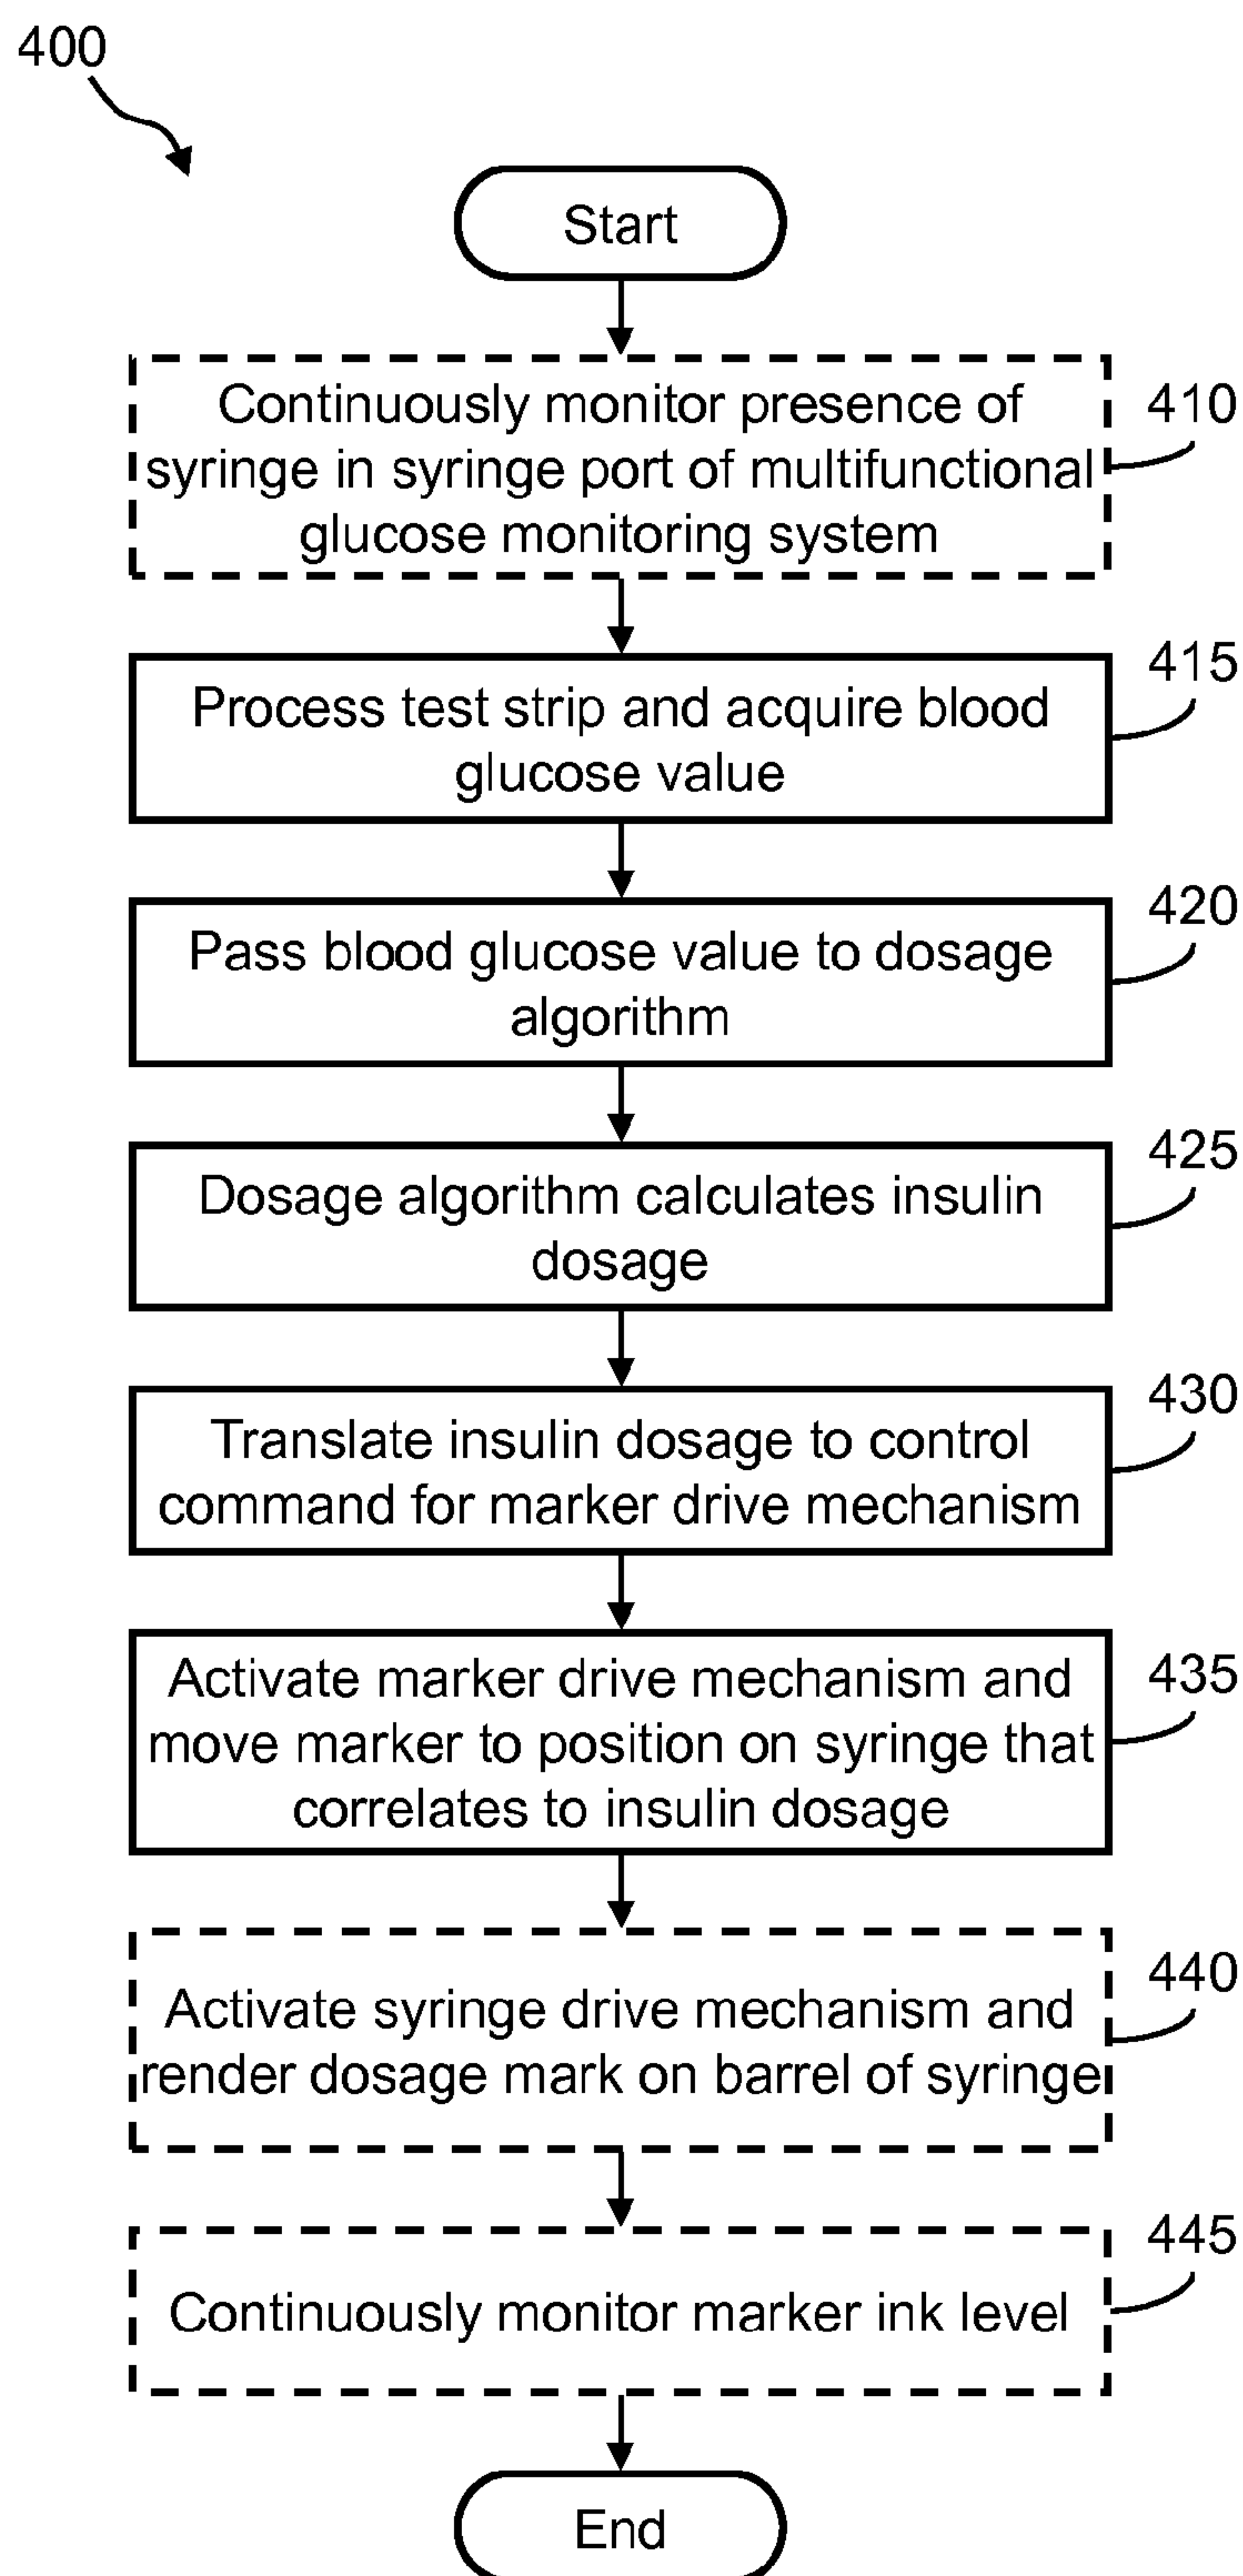 400
Start
Continuously monitor presence of
syringe in syringe port of multifunctional
glucose monitoring system
410
Process test strip and acquire blood
glucose value
415
Pass blood glucose value to dosage
algorithm
420
Dosage algorithm calculates insulin
dosage
425
Translate insulin dosage to control
command for marker drive mechanism
430
Activate marker drive mechanism and
move marker to position on syringe that
correlates to insulin dosage
435
Activate syringe drive mechanism and
render dosage mark on barrel of syringe
440
Continuously monitor marker ink level
445
End